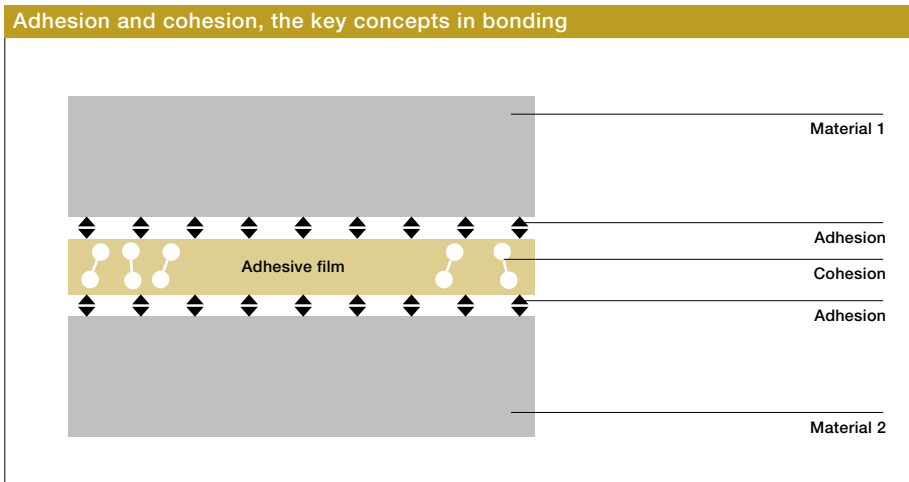 Adhesion and cohesion, the key concepts in bonding
Material 1
Adhesion
Adhesive film
Cohesion
Adhesion
Material 2